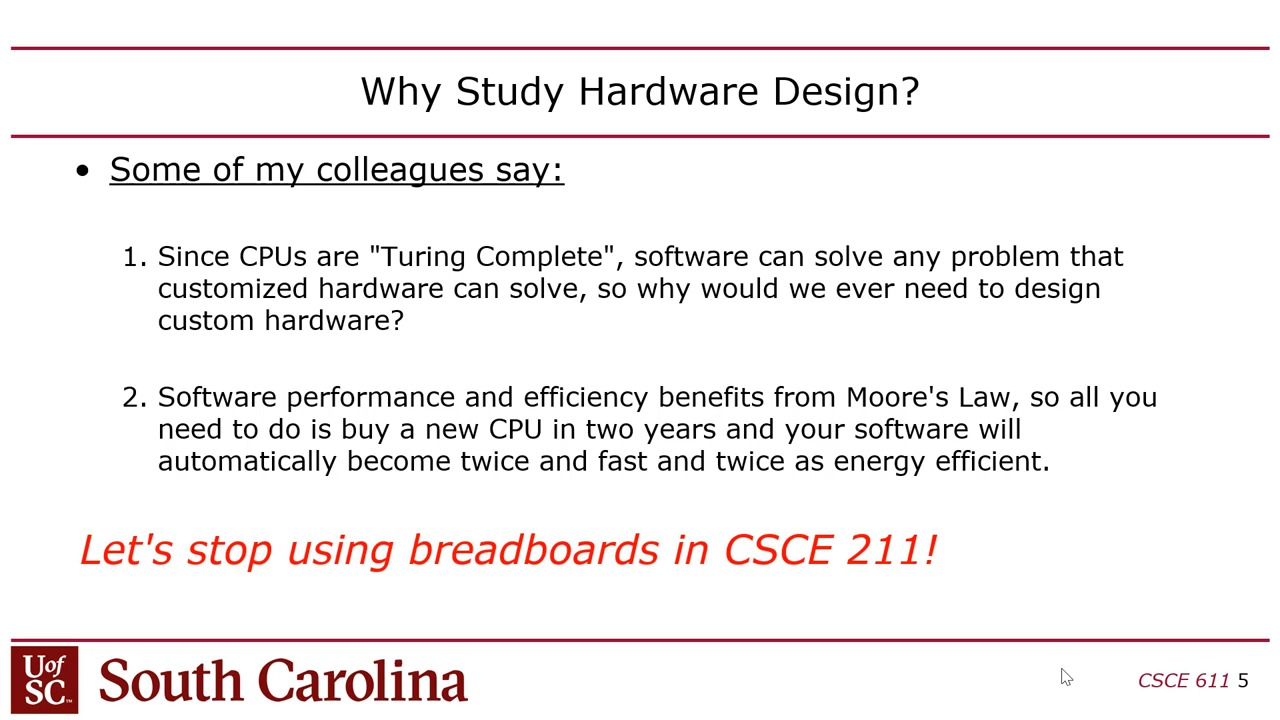 Why Study Hardware Design?
• Some of my colleagues say:
1. Since CPUs are "Turing Complete", software can solve any problem that
customized hardware can solve, so why would we ever need to design
custom hardware?
2. Software performance and efficiency benefits from Moore's Law, so all you
need to do is buy a new CPU in two years and your software will
automatically become twice and fast and twice as energy efficient.
Let's stop using breadboards in CSCE 211!
U of
SC™
South Carolina
CSCE 611 5